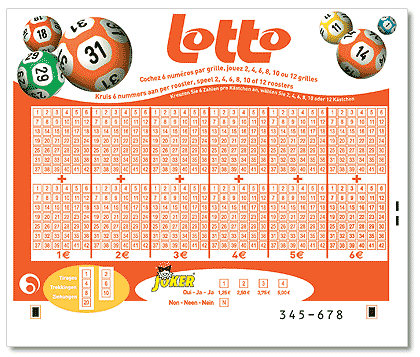 18
31
29
11
Lotto
Cochez 6 numéros par grille, jouez 2, 4, 6, 8, 10 ou 12 grilles
Kruis 6 nummers aan per rooster, speel 2, 4, 6, 8, 10 of 12 roosters
Kreuzen Sie 6 Zahlen pro Kästchen an, wählen Sie 2, 4, 6, 8, 10 oder 12 Kästchen
1 2 3 4 5 6 1 2 3 4 5 6 1 2 3 4 5 6 1 2 3 4 5 6 1 2 3 4 5 6 1 2 3 4 5 6
7 8 9 10 11 12 7 8 9 10 11 12 7 8 9 10 11 12 7 8 9 10 11 12 7 8 9 10 11 12 7 8 9 10 11 12
13 14 15 16 17 18 13 14 15 16 17 18 13 14 15 16 17 18 13 14 15 16 17 18 13 14 15 16 17 18 13 14 15 16 17 18
19 20 21 22 23 24 19 20 21 22 23 24 19 20 21 22 23 24 19 20 21 22 23 24 19 20 21 22 23 24 19 20 21 22 23 24
25 26 27 28 29 30 25 26 27 28 29 30 25 26 27 28 29 30 25 26 27 28 29 30 25 26 27 28 29 30 25 26 27 28 29 30
31 32 33 34 35 36 31 32 33 34 35 36 31 32 33 34 35 36 31 32 33 34 35 36 31 32 33 34 35 36 31 32 33 34 35 36
37 38 39 40 41 42 37 38 39 40 41 42 37 38 39 40 41 42 37 38 39 40 41 42 37 38 39 40 41 42 37 38 39 40 41 42
+ + + + + +
1 2 3 4 5 6 1 2 3 4 5 6 1 2 3 4 5 6 1 2 3 4 5 6 1 2 3 4 5 6 1 2 3 4 5 6
7 8 9 10 11 12 7 8 9 10 11 12 7 8 9 10 11 12 7 8 9 10 11 12 7 8 9 10 11 12 7 8 9 10 11 12
13 14 15 16 17 18 13 14 15 16 17 18 13 14 15 16 17 18 13 14 15 16 17 18 13 14 15 16 17 18 13 14 15 16 17 18
19 20 21 22 23 24 19 20 21 22 23 24 19 20 21 22 23 24 19 20 21 22 23 24 19 20 21 22 23 24 19 20 21 22 23 24
25 26 27 28 29 30 25 26 27 28 29 30 25 26 27 28 29 30 25 26 27 28 29 30 25 26 27 28 29 30 25 26 27 28 29 30
31 32 33 34 35 36 31 32 33 34 35 36 31 32 33 34 35 36 31 32 33 34 35 36 31 32 33 34 35 36 31 32 33 34 35 36
37 38 39 40 41 42 37 38 39 40 41 42 37 38 39 40 41 42 37 38 39 40 41 42 37 38 39 40 41 42 37 38 39 40 41 42
1€ 2€ 3€ 4€ 5€ 6€
Tirages
Trekkingen
Ziehungen
20
JOKER
1 2 3 4
Oui - Ja - Ja 1,25€ 2,50€ 3,75€ 5,00€
Non - Neen - Nein N
345-678